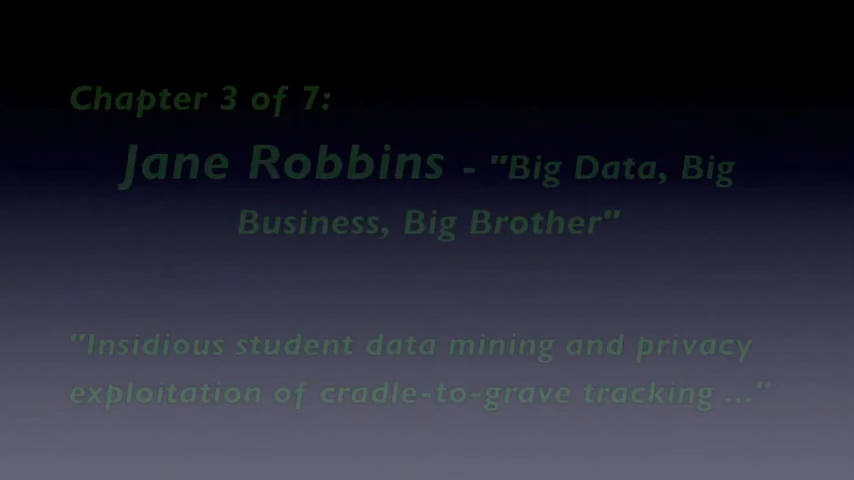 Chapter 3 of 7:
Jane Robbins - "Big Data, Big
Business, Big Brother"
"Insidious student data mining and privacy
exploitation of cradle-to-grave tracking ..."